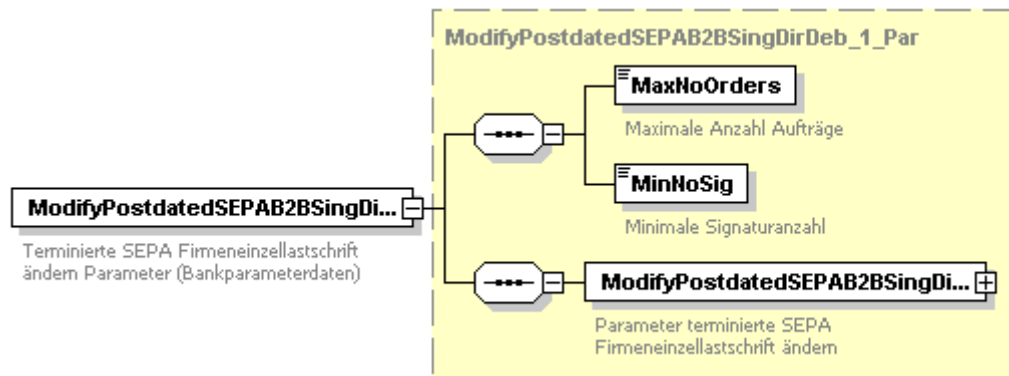 ModifyPostdatedSEPAB2BSingDirDeb_1_Par
MaxNoOrders
Maximale Anzahl Aufträge
MinNoSig
Minimale Signaturanzahl
ModifyPostdatedSEPAB2BSingDi...
Terminierte SEPA Firmeneinzellastschrift
ändern Parameter (Bankparameterdaten)
ModifyPostdatedSEPAB2BSingDi...
Parameter terminierte SEPA
Firmeneinzellastschrift ändern